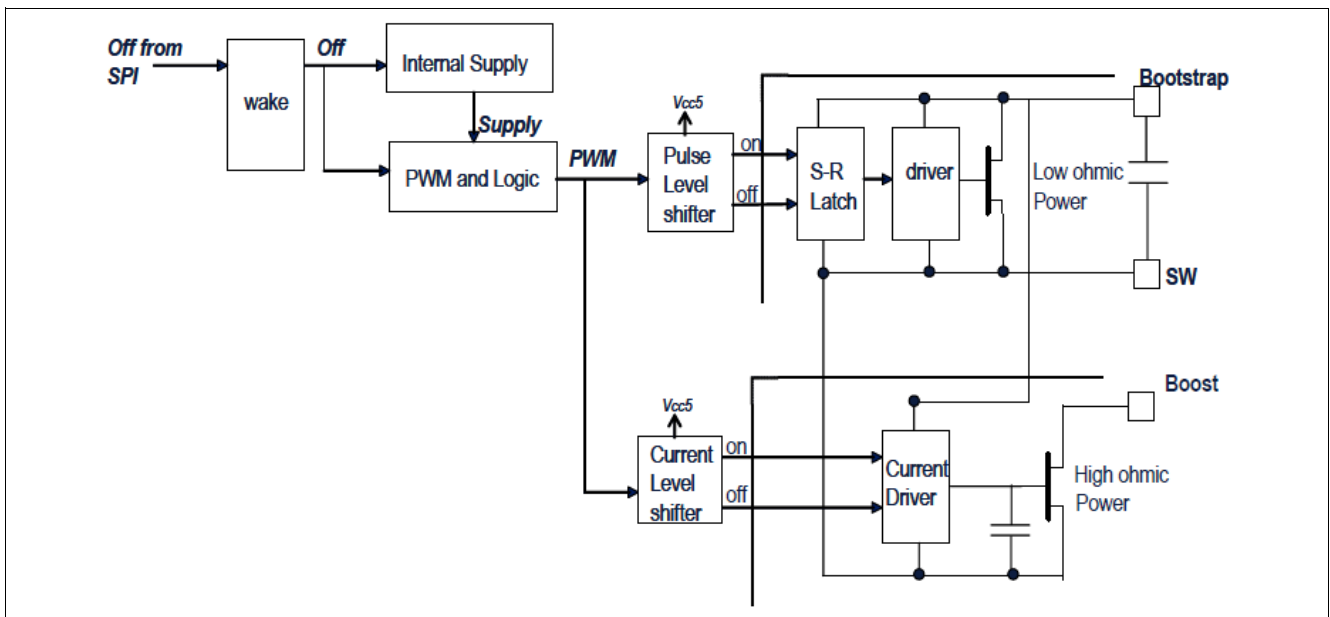 Off from
SPI
Off
wake
Internal Supply
Supply
PWM and Logic
PWM
Vcc5
Pulse
Level
shifter
on
off
S-R
Latch
driver
Low ohmic
Power
Bootstrap
SW
Vcc5
Current
Level
shifter
on
off
Current
Driver
High ohmic
Power
Boost